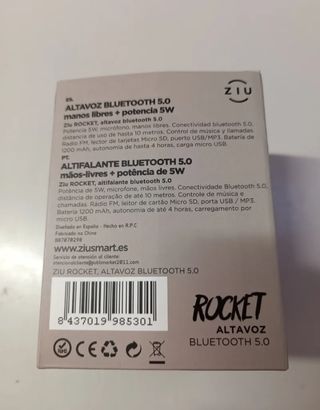 ES.
ALTAVOZ BLUETOOTH 5.0
manos libres + potencia 5W
Ziu ROCKET, altavoz bluetooth 5.0
Potencia 5W, micrófono, manos libres. Conectividad bluetooth 5.0,
distancia de uso de hasta 10 metros. Control de música y llamadas
Radio FM, lector de tarjetas Micro SD, puerto USB/MP3. Batería
1200 mAh, autonomía de hasta 4 horas, carga micro USB
PT.
ALTIFALANTE BLUETOOTH 5.0
mãos-livres + potência de 5W
Ziu ROCKET, altifalante bluetooth 5.0
Potência de 5W, microfone, mãos livres. Conectividade Bluetooth 5.0,
distância de operação de até 10 metros. Controle de música e
chamadas. Rádio FM, leitor de cartão Micro SD, porta USB / MP3.
Bateria 1200 mAh, autonomia de até 4 horas, carregamento por
micro USB.
Diseñado en España - Hecho en R.P.C
Fabricado na China
B87878298
www.ziusmart.es
Servicio de atención al cliente:
ZIU ROCKET, ALTAVOZ BLUETOOTH 5.0
8 437019 985301
ZIU
ROCKET
ALTAVOZ
BLUETOOTH 5.0